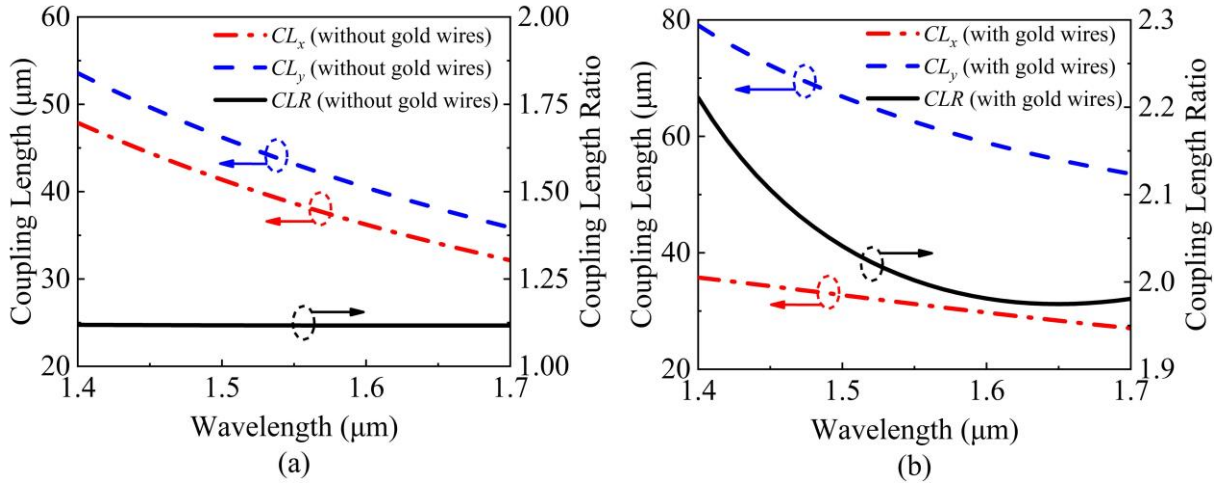 60
50
40
30
20
Coupling Length (μm)
CLx (without gold wires)
CLy (without gold wires)
CLR (without gold wires)
2.00
1.75
1.50
1.25
1.00
Coupling Length Ratio
1.4 1.5 1.6 1.7
Wavelength (μm)
(a)
80
60
40
20
Coupling Length (μm)
CLx (with gold wires)
CLy (with gold wires)
CLR (with gold wires)
2.3
2.2
2.1
2.0
1.9
Coupling Length Ratio
1.4 1.5 1.6 1.7
Wavelength (μm)
(b)